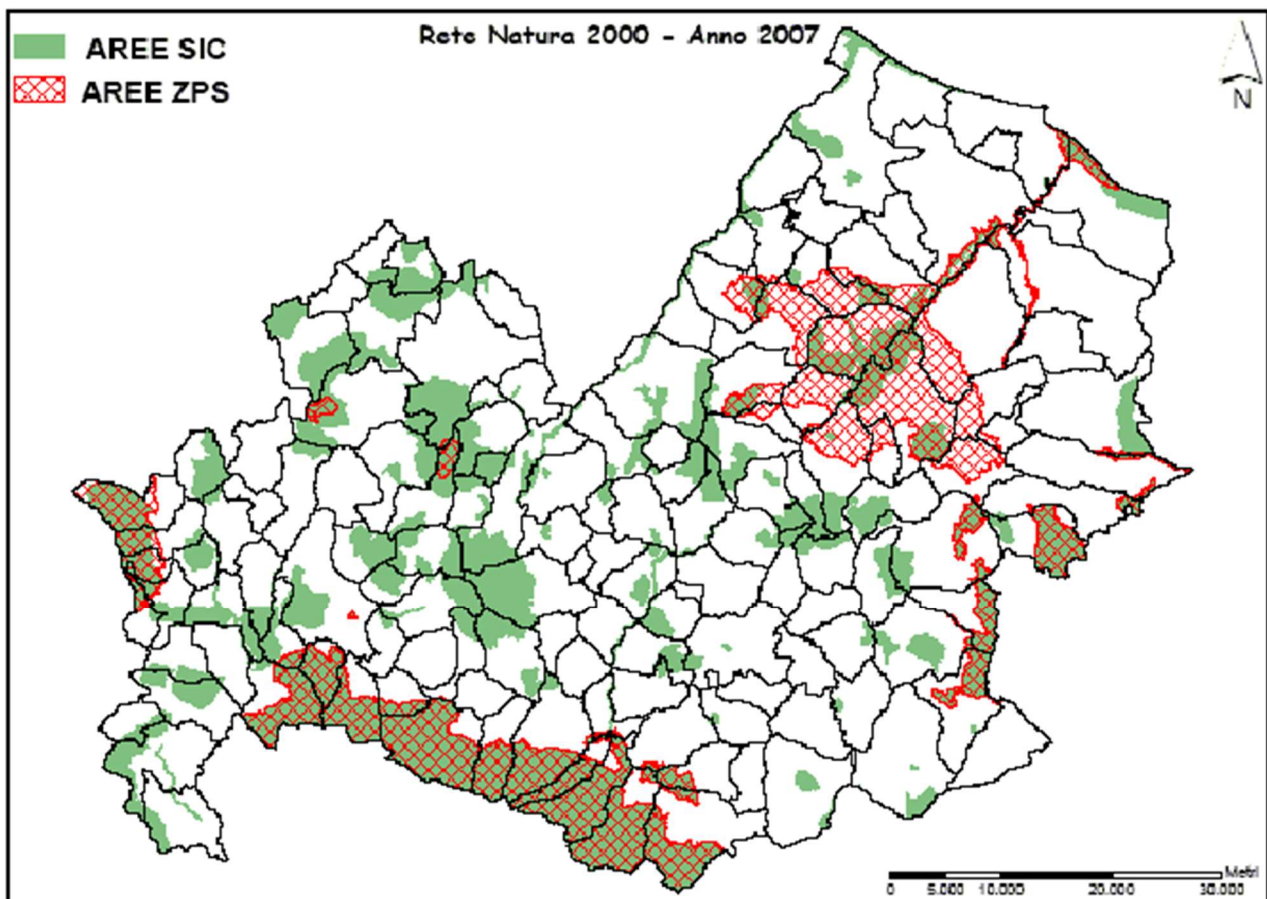 Rete Natura 2000 - Anno 2007
AREE SIC
AREE ZPS
N
Metri
0 5.000 10.000 20.000 30.000